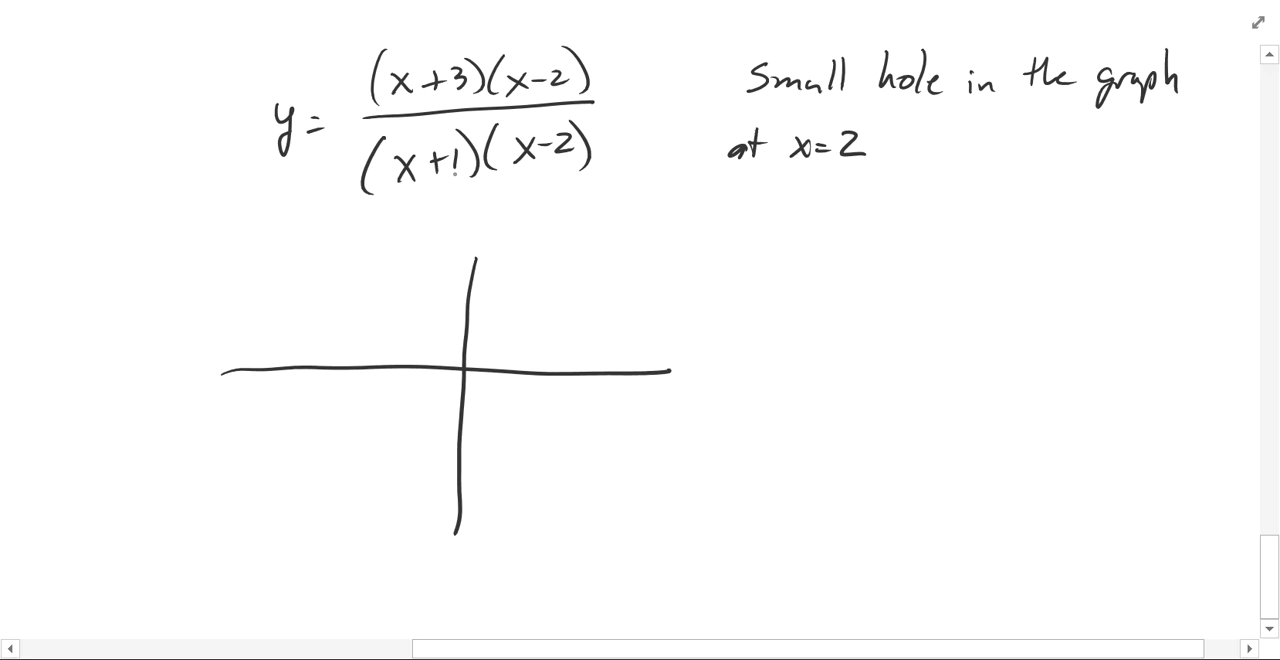 y = (x+3)(x-2) / (x+1)(x-2)
Small hole in the graph
at x=2